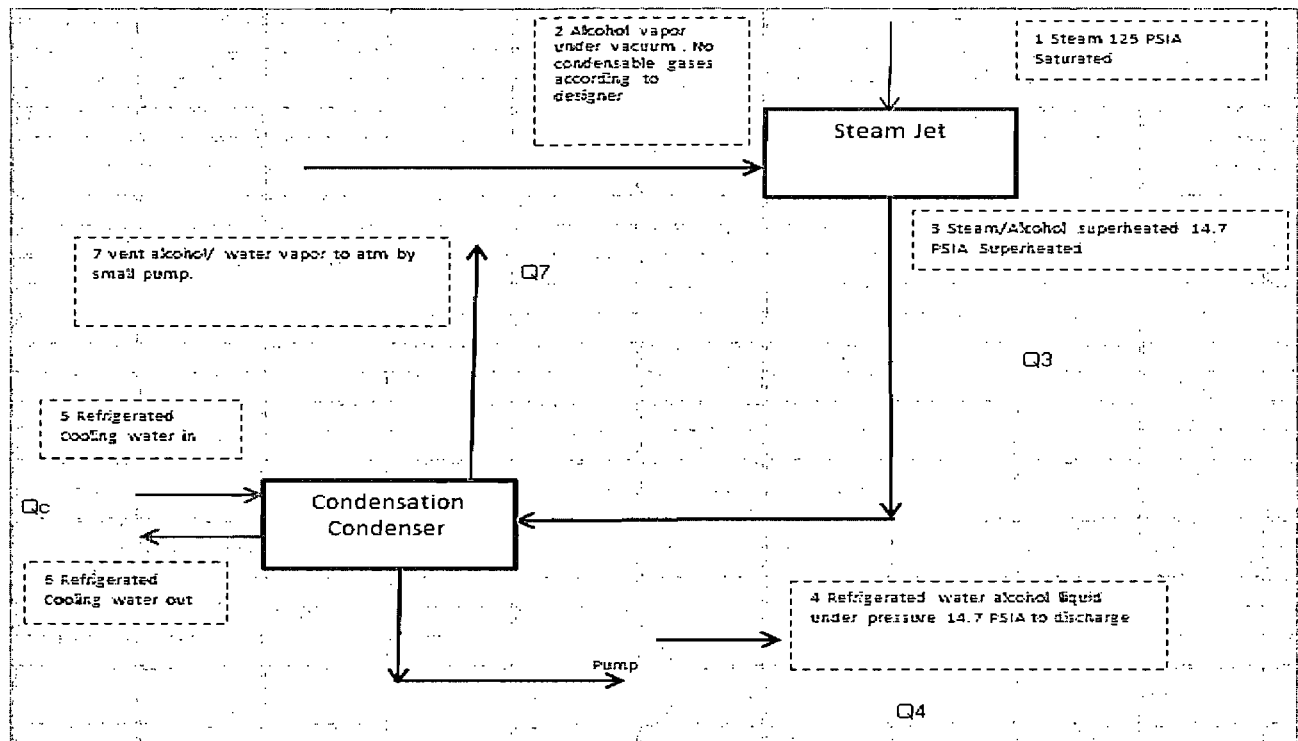 2 Alcohol vapor
under vacuum. No
condensable gases
according to
designer
1 Steam 125 PSIA
Saturated
Steam Jet
3 Steam/Alcohol superheated 14.7
PSIA Superheated
7 vent alcohol/ water vapor to atm by
small pump.
Q7
Q3
5 Refrigerated
Cooling water in
Qc
Condensation
Condenser
6 Refrigerated
Cooling water out
4 Refrigerated water alcohol liquid
under pressure 14.7 PSIA to discharge
Pump
Q4